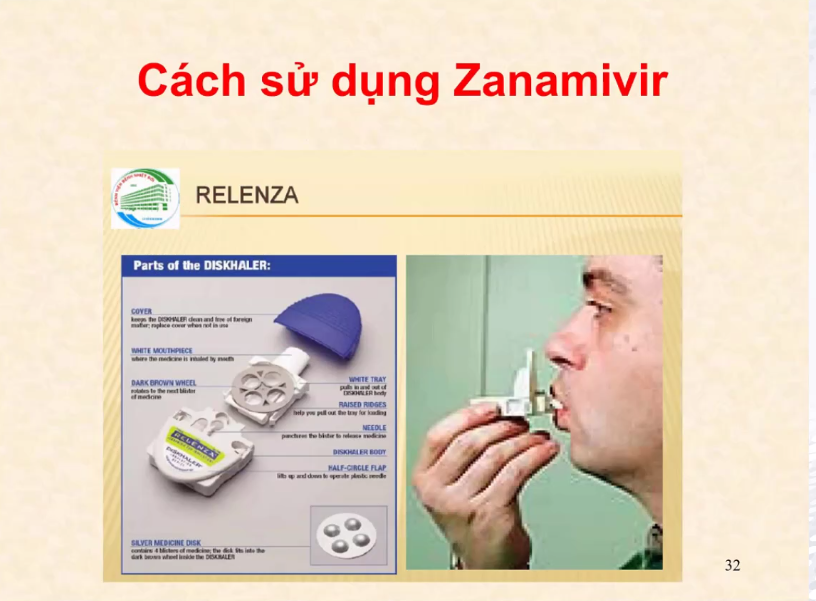 Cách sử dụng Zanamivir
RELENZA
Parts of the DISKHALER:
COVER
keeps the DISKHALER clean and free of foreign
matter; replace cover when not in use
WHITE MOUTHPIECE
where the medicine is inhaled by mouth
DARK BROWN WHEEL
rotates to the next blister
of medicine
WHITE TRAY
pulls in and out of
DISKHALER body
RAISED RIDGES
help you pull out the tray for loading
NEEDLE
punctures the blister to release medicine
DISKHALER BODY
HALF-CIRCLE FLAP
lifts up and down to operate plastic needle
RELENZA
DISKHALER
SILVER MEDICINE DISK
contains 4 blisters of medicine; the disk fits into the
dark brown wheel inside the DISKHALER
32